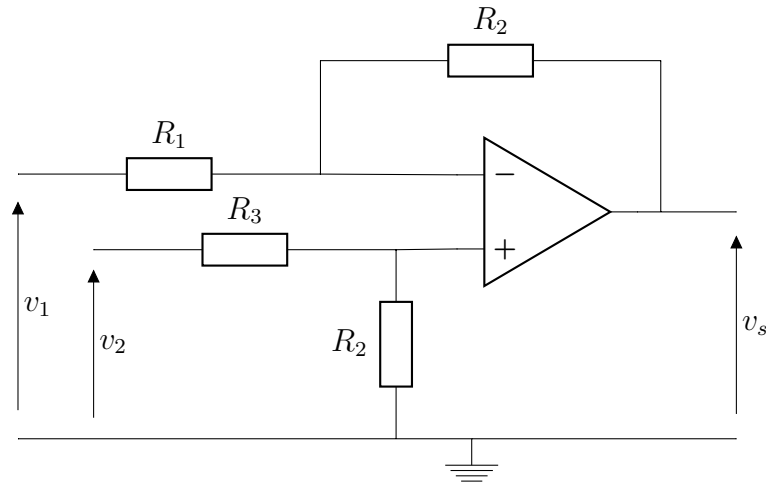 R₂
R₁
−
R₃
+
v₁
v₂
R₂
vₛ